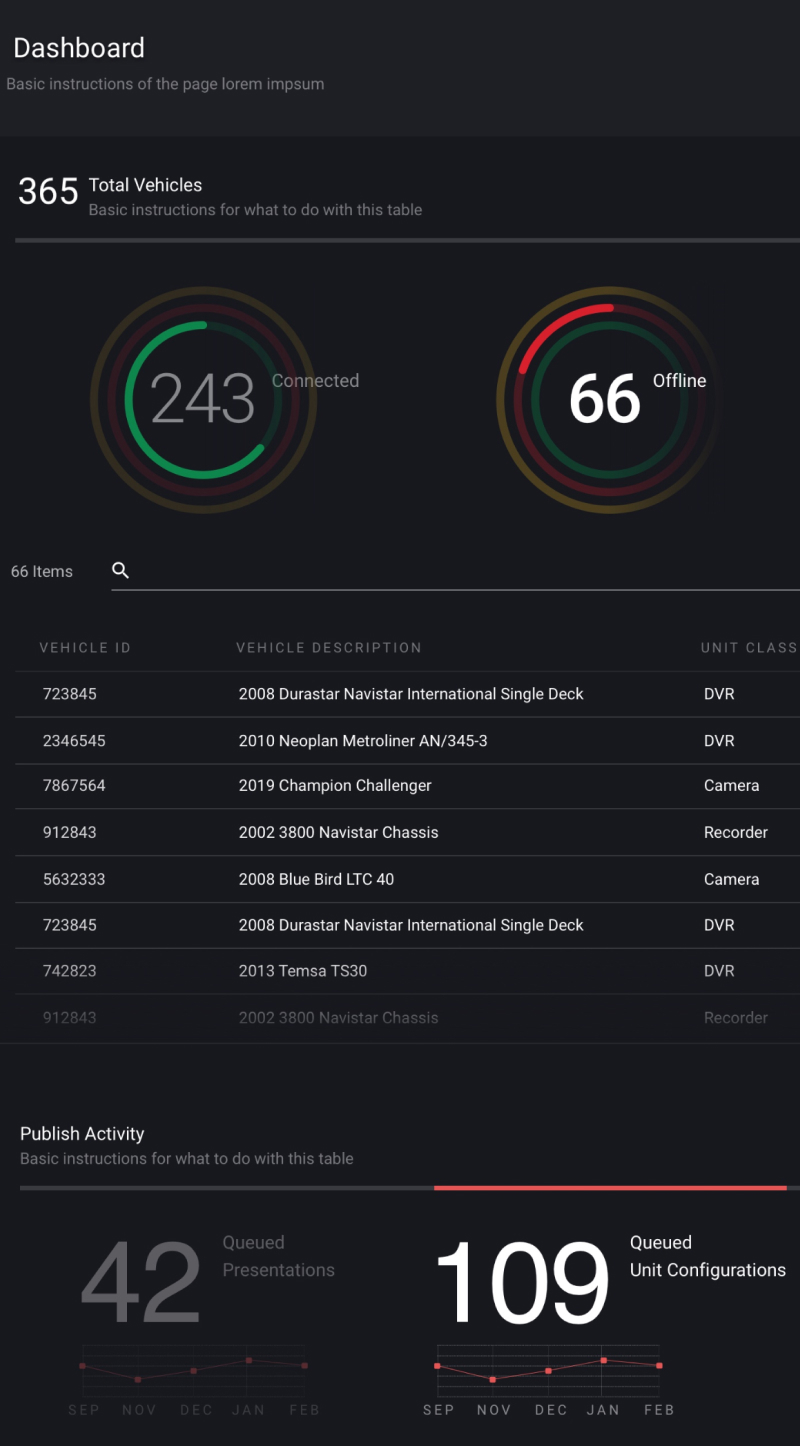 Dashboard
Basic instructions of the page lorem impsum
365 Total Vehicles
Basic instructions for what to do with this table
243 Connected
66 Offline
66 Items
VEHICLE ID VEHICLE DESCRIPTION UNIT CLASS
723845 2008 Durastar Navistar International Single Deck DVR
2346545 2010 Neoplan Metroliner AN/345-3 DVR
7867564 2019 Champion Challenger Camera
912843 2002 3800 Navistar Chassis Recorder
5632333 2008 Blue Bird LTC 40 Camera
723845 2008 Durastar Navistar International Single Deck DVR
742823 2013 Temsa TS30 DVR
912843 2002 3800 Navistar Chassis Recorder
Publish Activity
Basic instructions for what to do with this table
42 Queued
Presentations
109 Queued
Unit Configurations
SEP NOV DEC JAN FEB
SEP NOV DEC JAN FEB